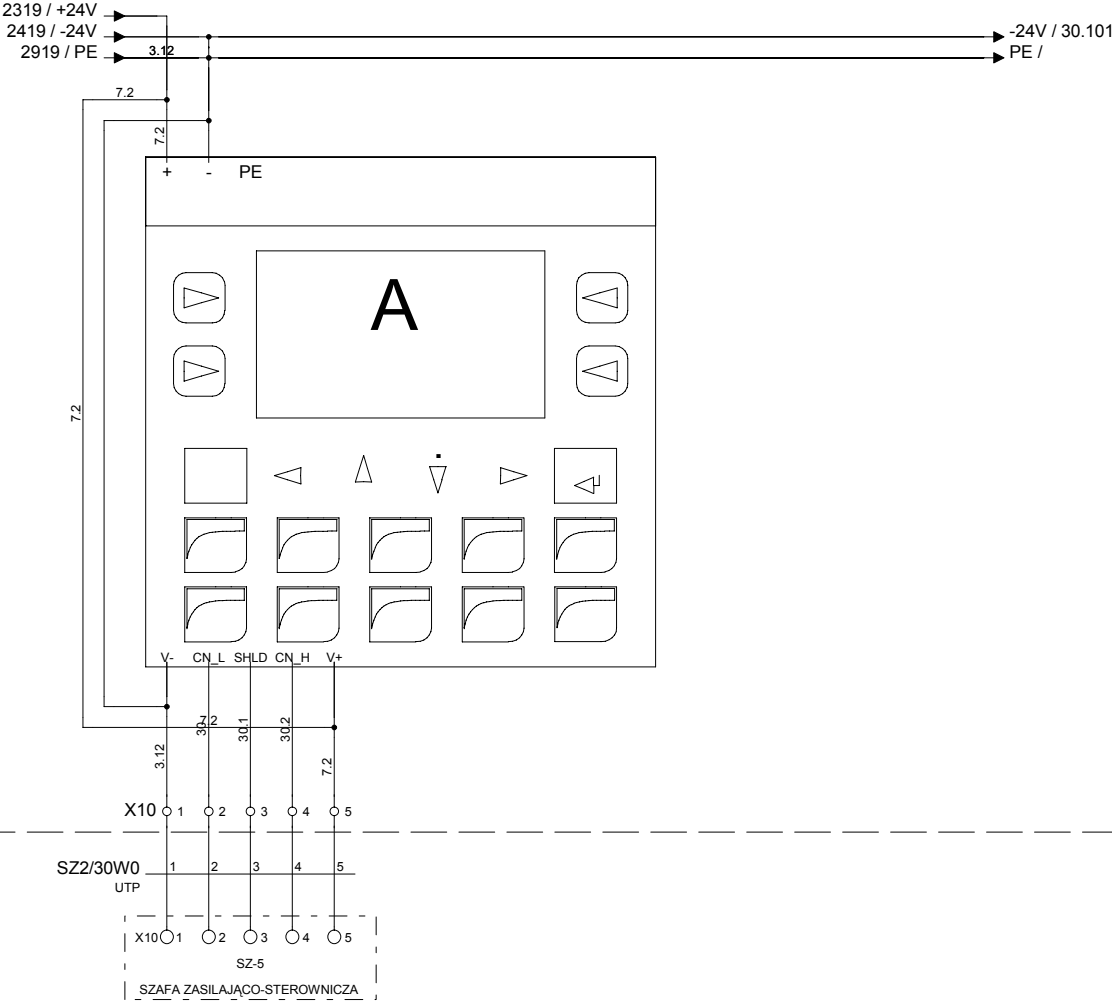 2319 / +24V
2419 / -24V
-24V / 30.101
2919 / PE
3.12
PE /
7.2
7.2
+ - PE
A
7.2
V- CN_L SHLD CN_H V+
7.2
30.1
30.2
3.12
7.2
X10 1 2 3 4 5
SZ2/30W0 1 2 3 4 5
UTP
X10 1 2 3 4 5
SZ-5
SZAFA ZASILAJĄCO-STEROWNICZA